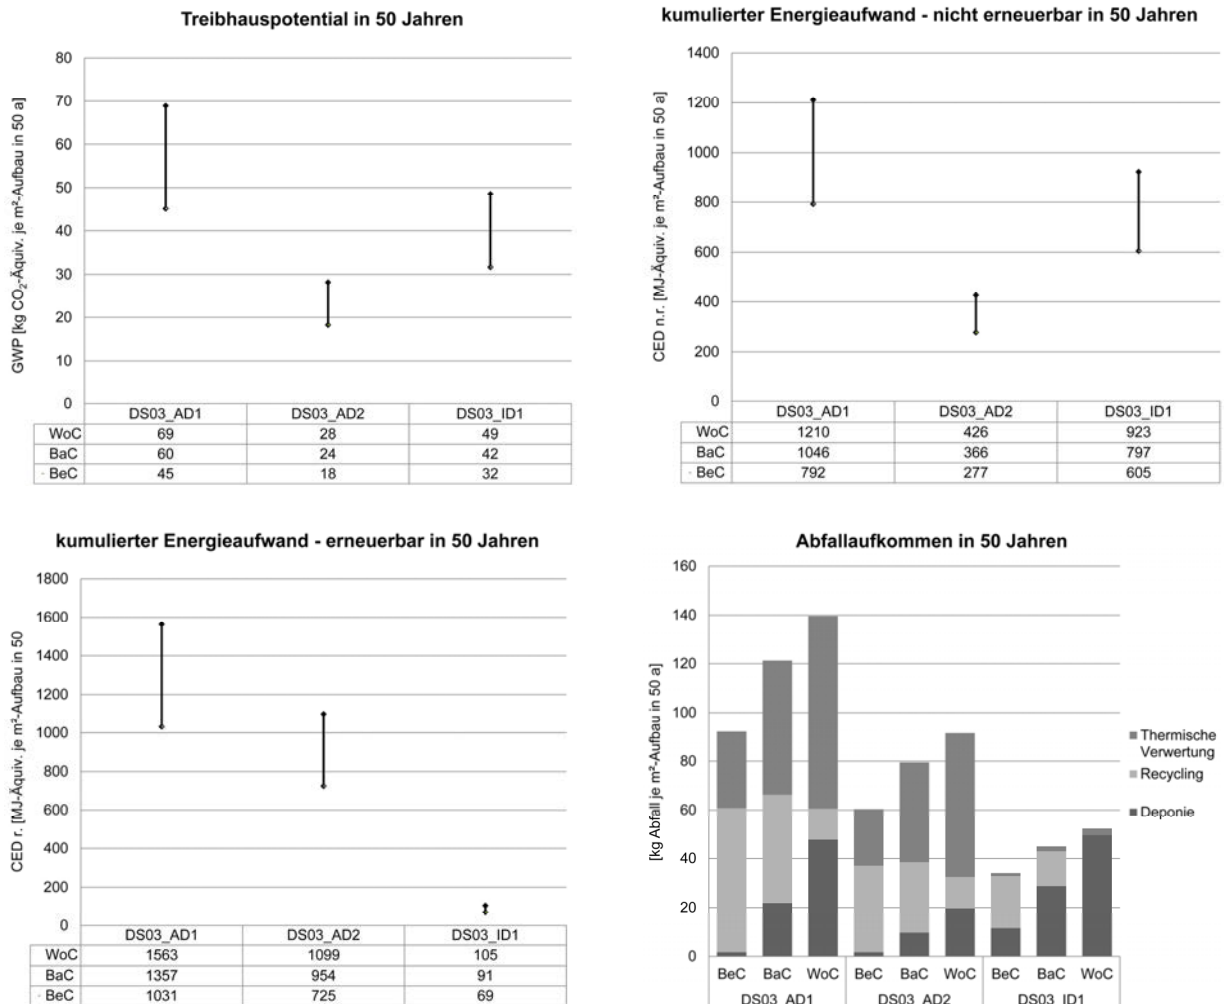 Treibhauspotential in 50 Jahren
GWP [kg CO₂-Äquiv. je m²-Aufbau in 50 a]
80
70
60
50
40
30
20
10
0
DS03_AD1 DS03_AD2 DS03_ID1
WoC 69 28 49
BaC 60 24 42
BeC 45 18 32
kumulierter Energieaufwand - nicht erneuerbar in 50 Jahren
CED n.r. [MJ-Äquiv. je m²-Aufbau in 50 a]
1400
1200
1000
800
600
400
200
0
DS03_AD1 DS03_AD2 DS03_ID1
WoC 1210 426 923
BaC 1046 366 797
BeC 792 277 605
kumulierter Energieaufwand - erneuerbar in 50 Jahren
CED r. [MJ-Äquiv. je m²-Aufbau in 50
1800
1600
1400
1200
1000
800
600
400
200
0
DS03_AD1 DS03_AD2 DS03_ID1
WoC 1563 1099 105
BaC 1357 954 91
BeC 1031 725 69
Abfallaufkommen in 50 Jahren
[kg Abfall je m²-Aufbau in 50 a]
160
140
120
100
80
60
40
20
0
BeC BaC WoC BeC BaC WoC BeC BaC WoC
DS03_AD1 DS03_AD2 DS03_ID1
Thermische
Verwertung
Recycling
Deponie